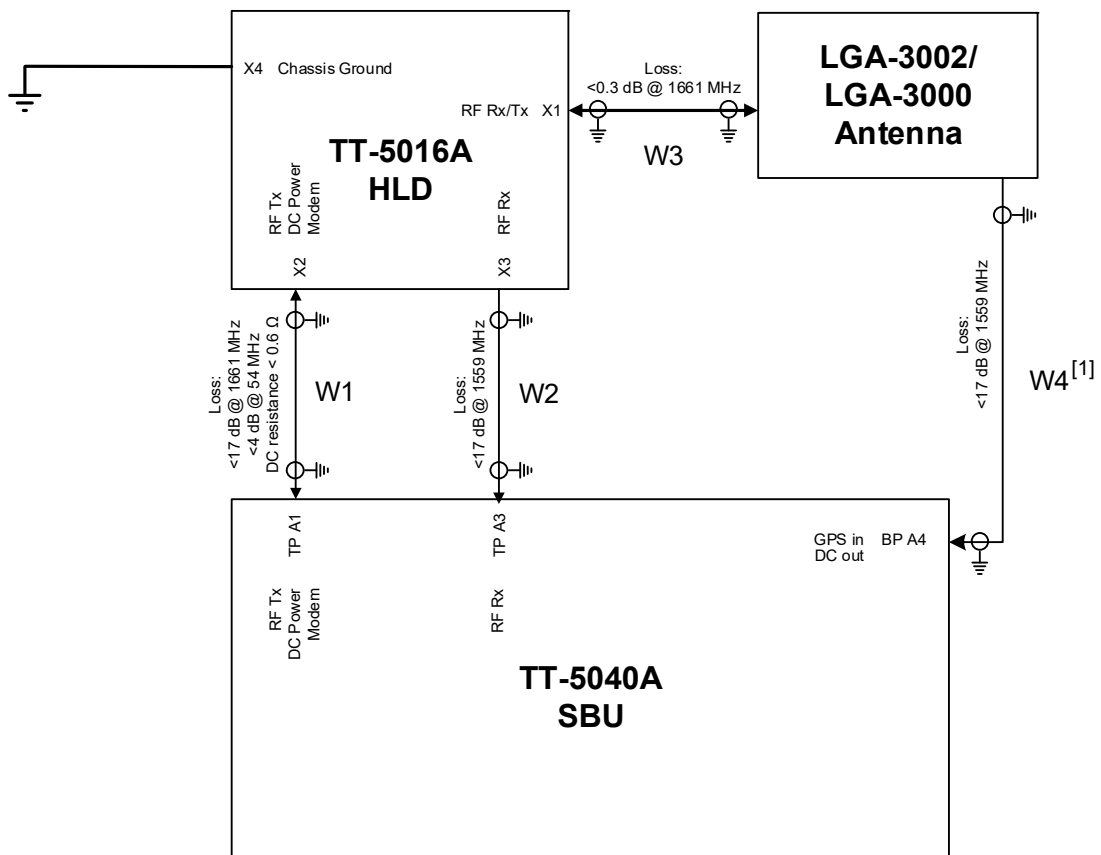 X4 Chassis Ground
RF Rx/Tx X1
TT-5016A
HLD
RF Tx
DC Power
Modem
X2
RF Rx
X3
Loss:
<0.3 dB @ 1661 MHz
W3
LGA-3002/
LGA-3000
Antenna
Loss:
<17 dB @ 1661 MHz
<4 dB @ 54 MHz
DC resistance < 0.6 Ω
W1
Loss:
<17 dB @ 1559 MHz
W2
Loss:
<17 dB @ 1559 MHz
W4[1]
TP A1
RF Tx
DC Power
Modem
TP A3
RF Rx
GPS in BP A4
DC out
TT-5040A
SBU